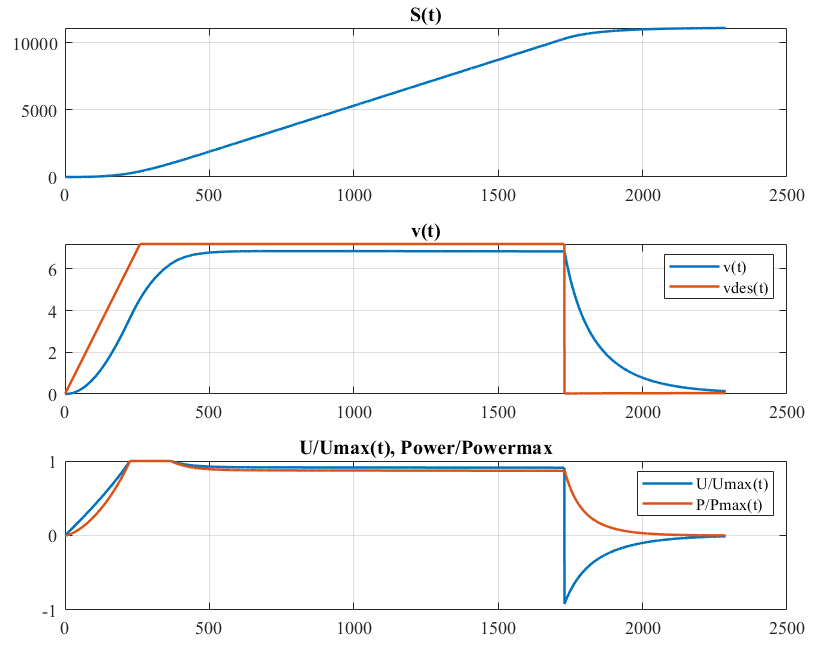 S(t)
10000
5000
0
0 500 1000 1500 2000 2500
v(t)
6
4
2
0
v(t)
vdes(t)
0 500 1000 1500 2000 2500
U/Umax(t), Power/Powermax
1
0
-1
U/Umax(t)
P/Pmax(t)
0 500 1000 1500 2000 2500